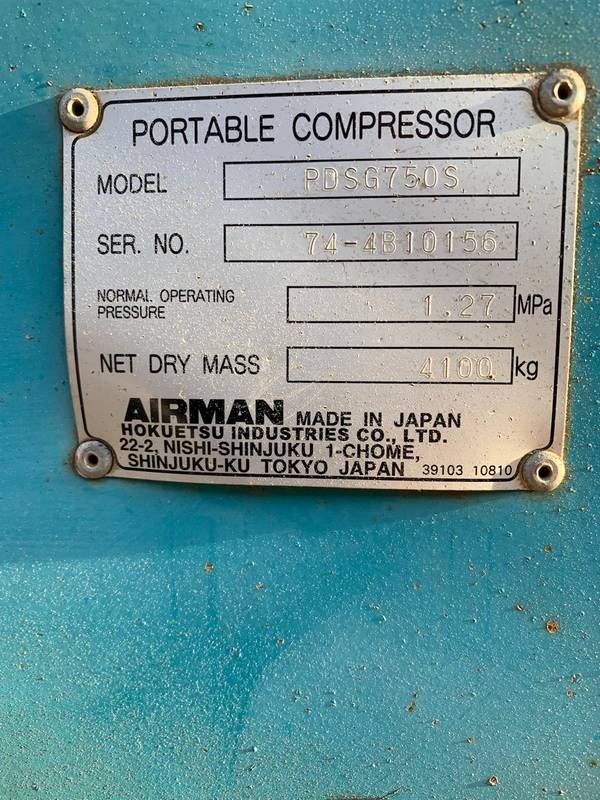 PORTABLE COMPRESSOR
MODEL PDSG750S
SER. NO. 74-4B10156
NORMAL OPERATING PRESSURE 1.27 MPa
NET DRY MASS 4100 kg
AIRMAN MADE IN JAPAN
HOKUETSU INDUSTRIES CO., LTD.
22-2, NISHI-SHINJUKU 1-CHOME,
SHINJUKU-KU TOKYO JAPAN 39103 10810